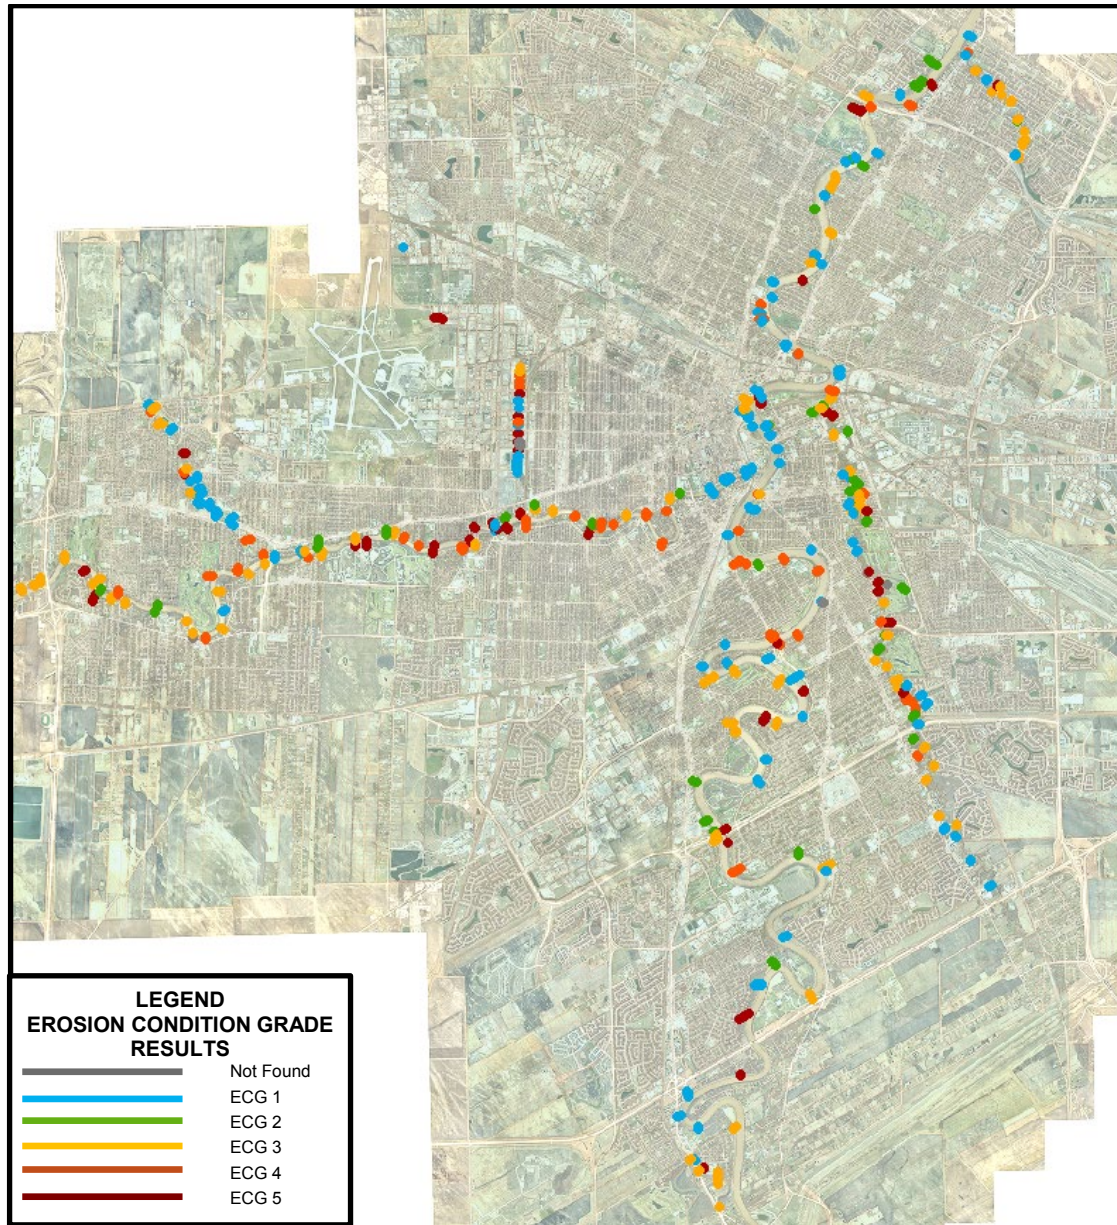 LEGEND
EROSION CONDITION GRADE
RESULTS
Not Found
ECG 1
ECG 2
ECG 3
ECG 4
ECG 5